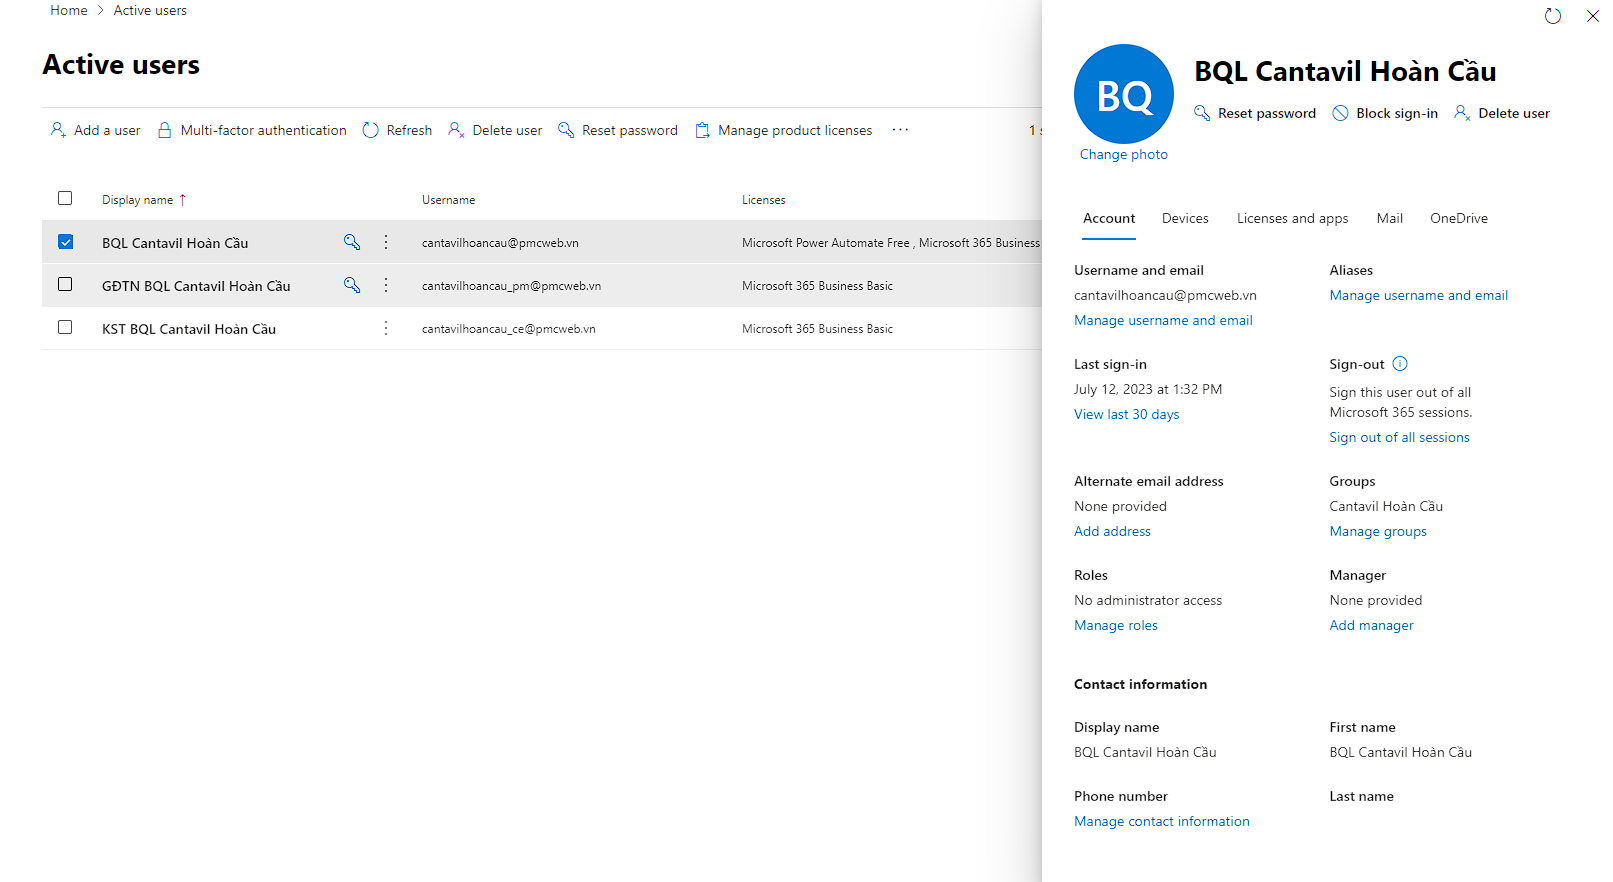 Home > Active users
Active users
Add a user Multi-factor authentication Refresh Delete user Reset password Manage product licenses ··· 1
Display name ↑ Username Licenses
BQL Cantavil Hoàn Cầu cantavilhoancau@pmcweb.vn Microsoft Power Automate Free , Microsoft 365 Business
GĐTN BQL Cantavil Hoàn Cầu cantavilhoancau_pm@pmcweb.vn Microsoft 365 Business Basic
KST BQL Cantavil Hoàn Cầu cantavilhoancau_ce@pmcweb.vn Microsoft 365 Business Basic
BQ
Change photo
BQL Cantavil Hoàn Cầu
Reset password Block sign-in Delete user
Account Devices Licenses and apps Mail OneDrive
Username and email
cantavilhoancau@pmcweb.vn
Manage username and email
Aliases
Manage username and email
Last sign-in
July 12, 2023 at 1:32 PM
View last 30 days
Sign-out
Sign this user out of all
Microsoft 365 sessions.
Sign out of all sessions
Alternate email address
None provided
Add address
Groups
Cantavil Hoàn Cầu
Manage groups
Roles
No administrator access
Manage roles
Manager
None provided
Add manager
Contact information
Display name
BQL Cantavil Hoàn Cầu
First name
BQL Cantavil Hoàn Cầu
Phone number
Manage contact information
Last name